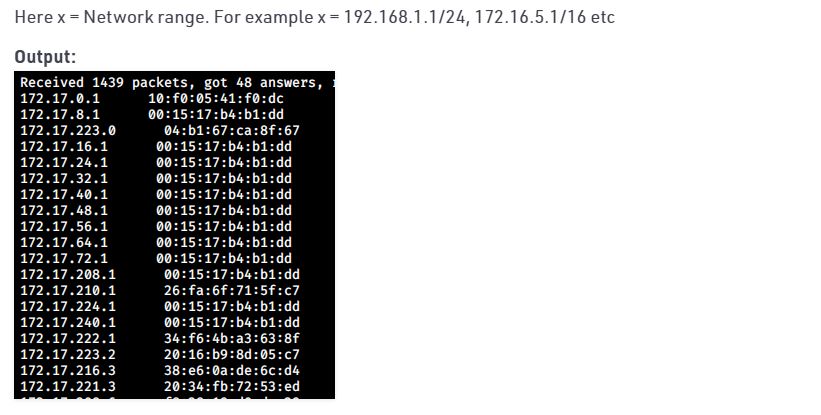 Here x = Network range. For example x = 192.168.1.1/24, 172.16.5.1/16 etc
Output:
Received 1439 packets, got 48 answers,
172.17.0.1 10:f0:05:41:f0:dc
172.17.8.1 00:15:17:b4:b1:dd
172.17.223.0 04:b1:67:ca:8f:67
172.17.16.1 00:15:17:b4:b1:dd
172.17.24.1 00:15:17:b4:b1:dd
172.17.32.1 00:15:17:b4:b1:dd
172.17.40.1 00:15:17:b4:b1:dd
172.17.48.1 00:15:17:b4:b1:dd
172.17.56.1 00:15:17:b4:b1:dd
172.17.64.1 00:15:17:b4:b1:dd
172.17.72.1 00:15:17:b4:b1:dd
172.17.208.1 00:15:17:b4:b1:dd
172.17.210.1 26:fa:6f:71:5f:c7
172.17.224.1 00:15:17:b4:b1:dd
172.17.240.1 00:15:17:b4:b1:dd
172.17.222.1 34:f6:4b:a3:63:8f
172.17.223.2 20:16:b9:8d:05:c7
172.17.216.3 38:e6:0a:de:6c:d4
172.17.221.3 20:34:fb:72:53:ed